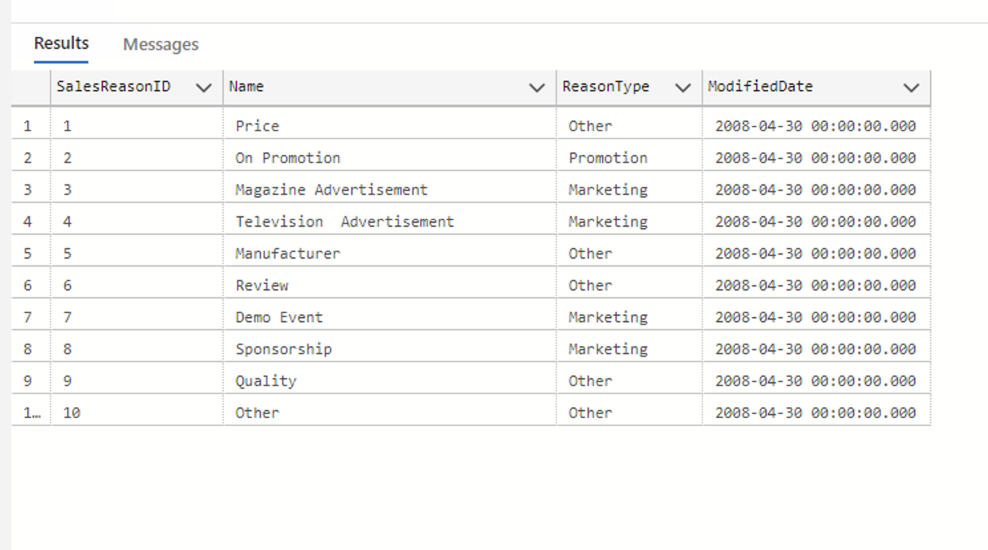 Results Messages
SalesReasonID Name ReasonType ModifiedDate
1 1 Price Other 2008-04-30 00:00:00.000
2 2 On Promotion Promotion 2008-04-30 00:00:00.000
3 3 Magazine Advertisement Marketing 2008-04-30 00:00:00.000
4 4 Television  Advertisement Marketing 2008-04-30 00:00:00.000
5 5 Manufacturer Other 2008-04-30 00:00:00.000
6 6 Review Other 2008-04-30 00:00:00.000
7 7 Demo Event Marketing 2008-04-30 00:00:00.000
8 8 Sponsorship Marketing 2008-04-30 00:00:00.000
9 9 Quality Other 2008-04-30 00:00:00.000
1… 10 Other Other 2008-04-30 00:00:00.000